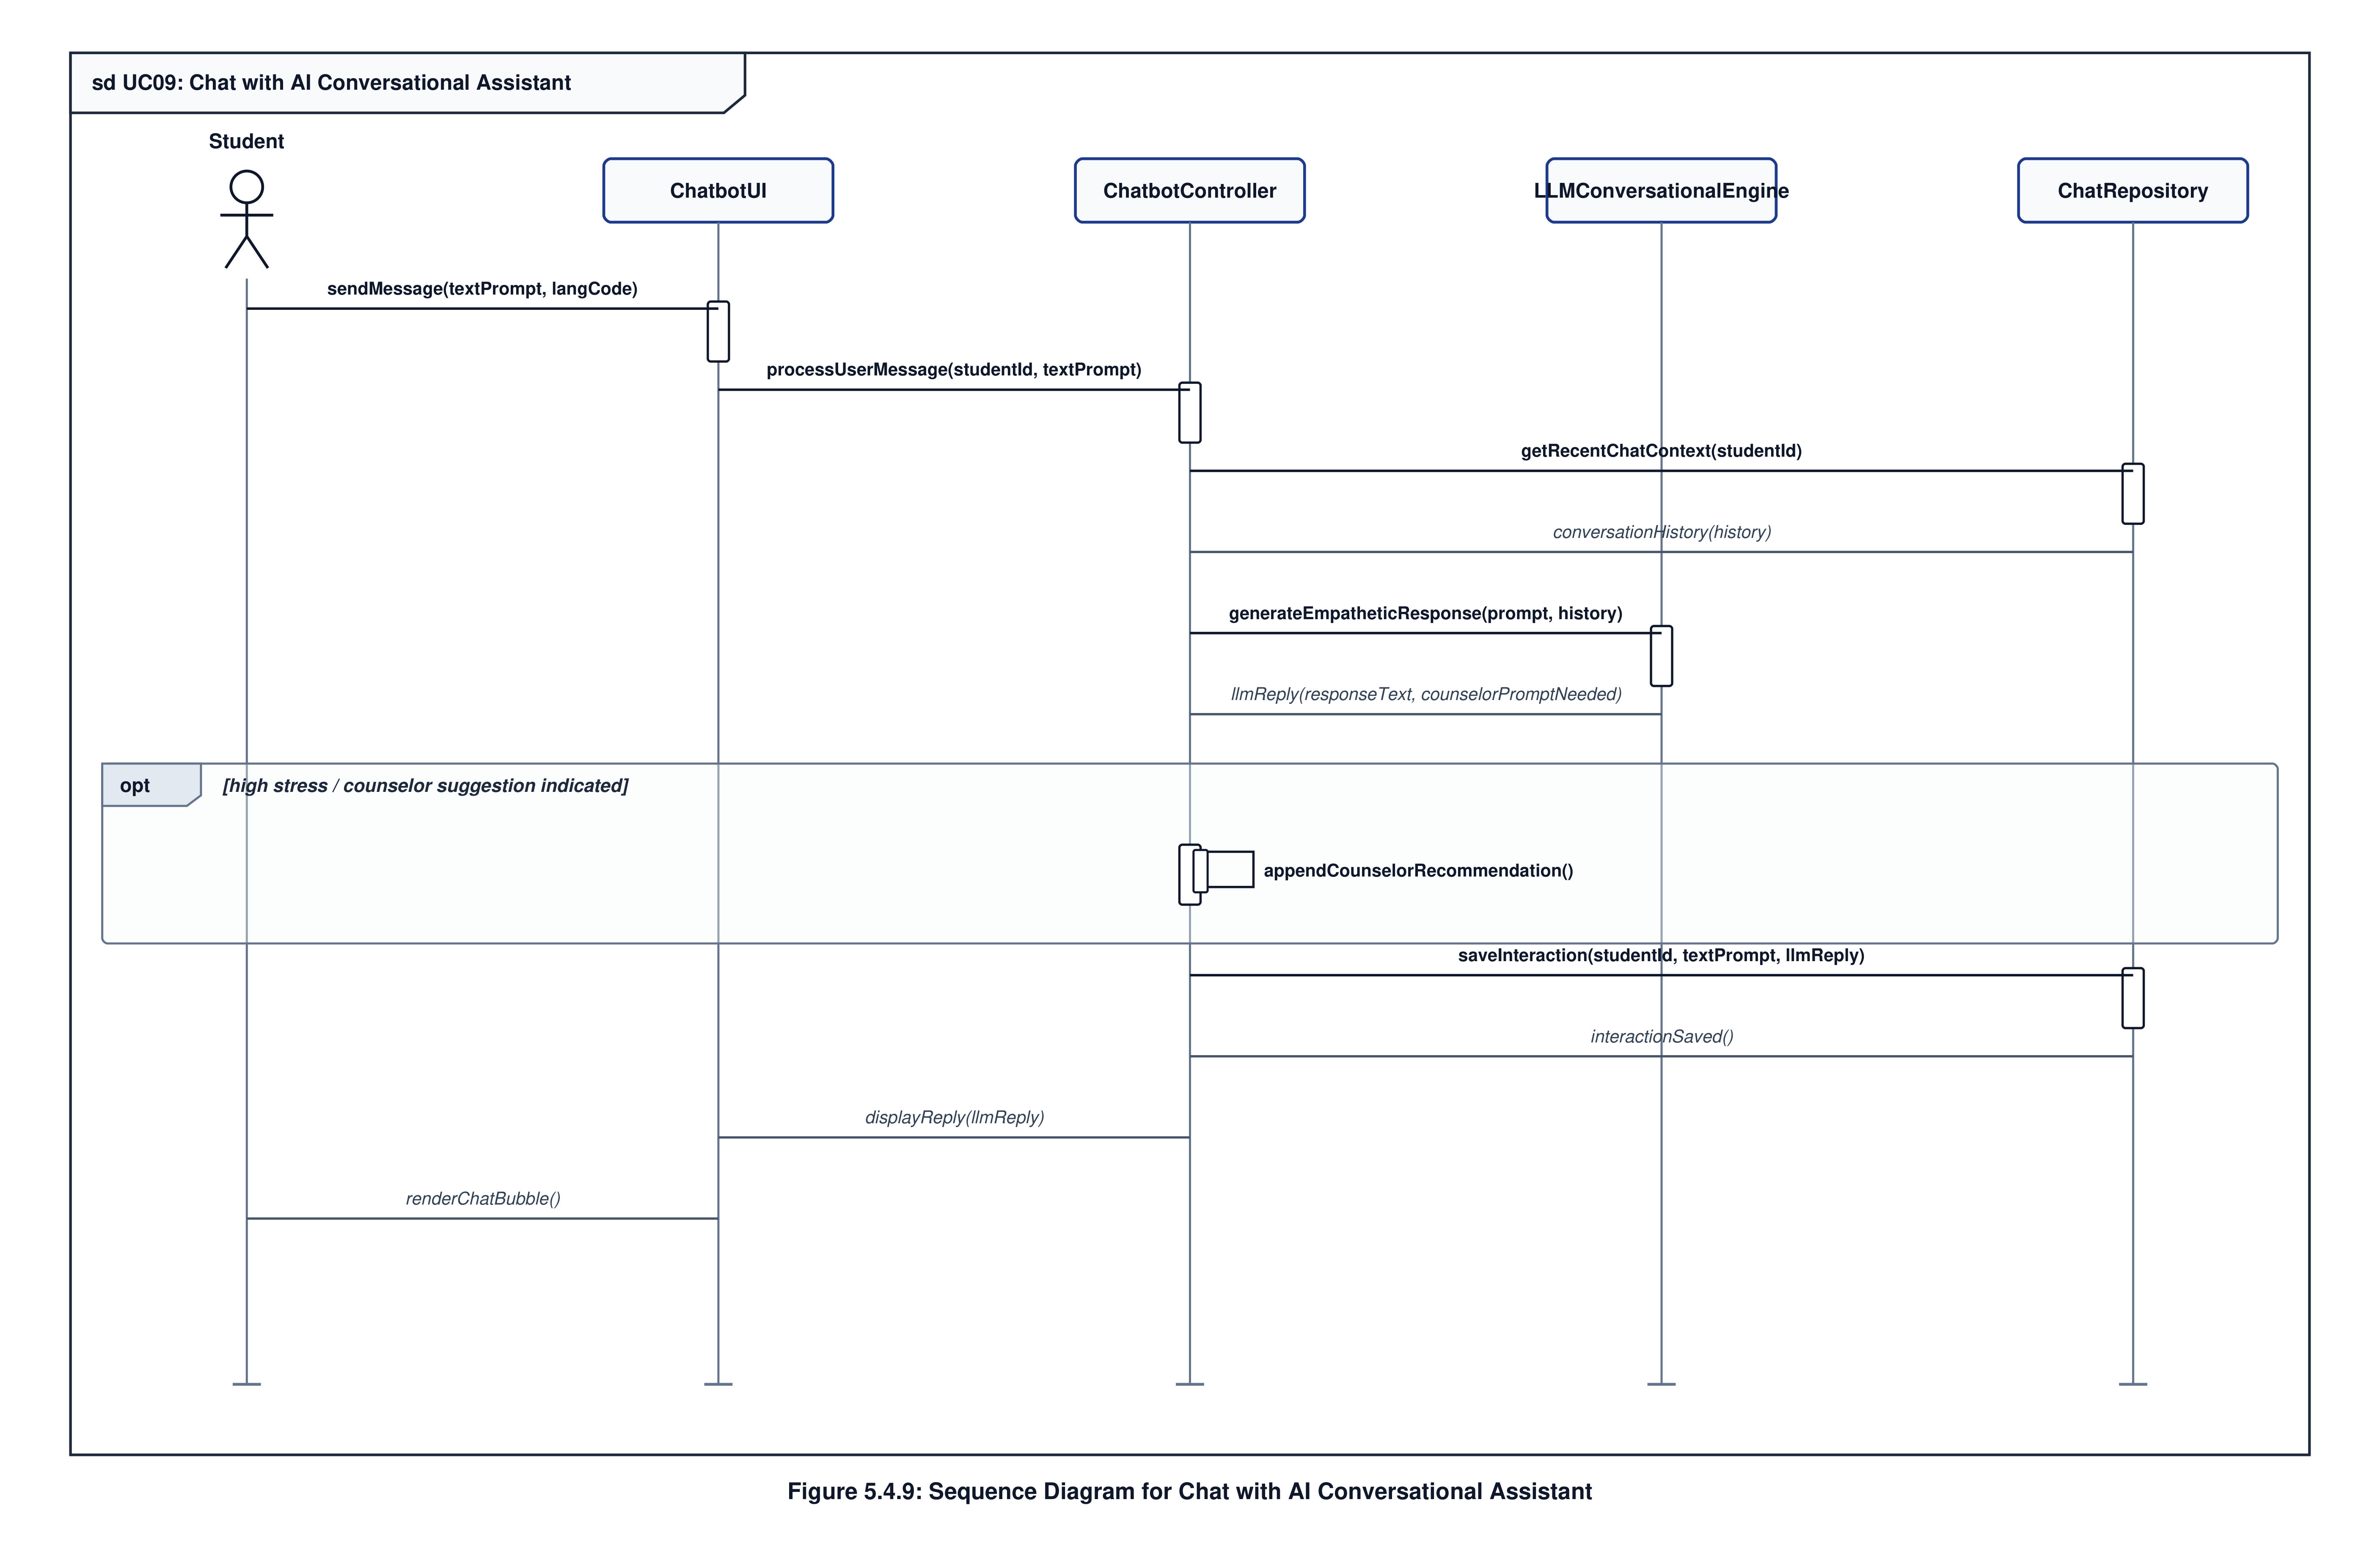 sd UC09: Chat with AI Conversational Assistant
Student
ChatbotUI
ChatbotController
LLMConversationalEngine
ChatRepository
sendMessage(textPrompt, langCode)
processUserMessage(studentId, textPrompt)
getRecentChatContext(studentId)
conversationHistory(history)
generateEmpatheticResponse(prompt, history)
llmReply(responseText, counselorPromptNeeded)
opt
[high stress / counselor suggestion indicated]
appendCounselorRecommendation()
saveInteraction(studentId, textPrompt, llmReply)
interactionSaved()
displayReply(llmReply)
renderChatBubble()
Figure 5.4.9: Sequence Diagram for Chat with AI Conversational Assistant